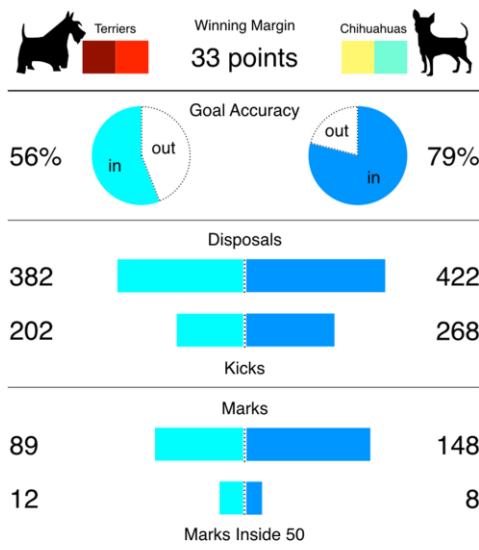 Terriers
Winning Margin
Chihuahuas
33 points
Goal Accuracy
56%
in
out
out
in
79%
Disposals
382
422
202
268
Kicks
Marks
89
148
12
8
Marks Inside 50